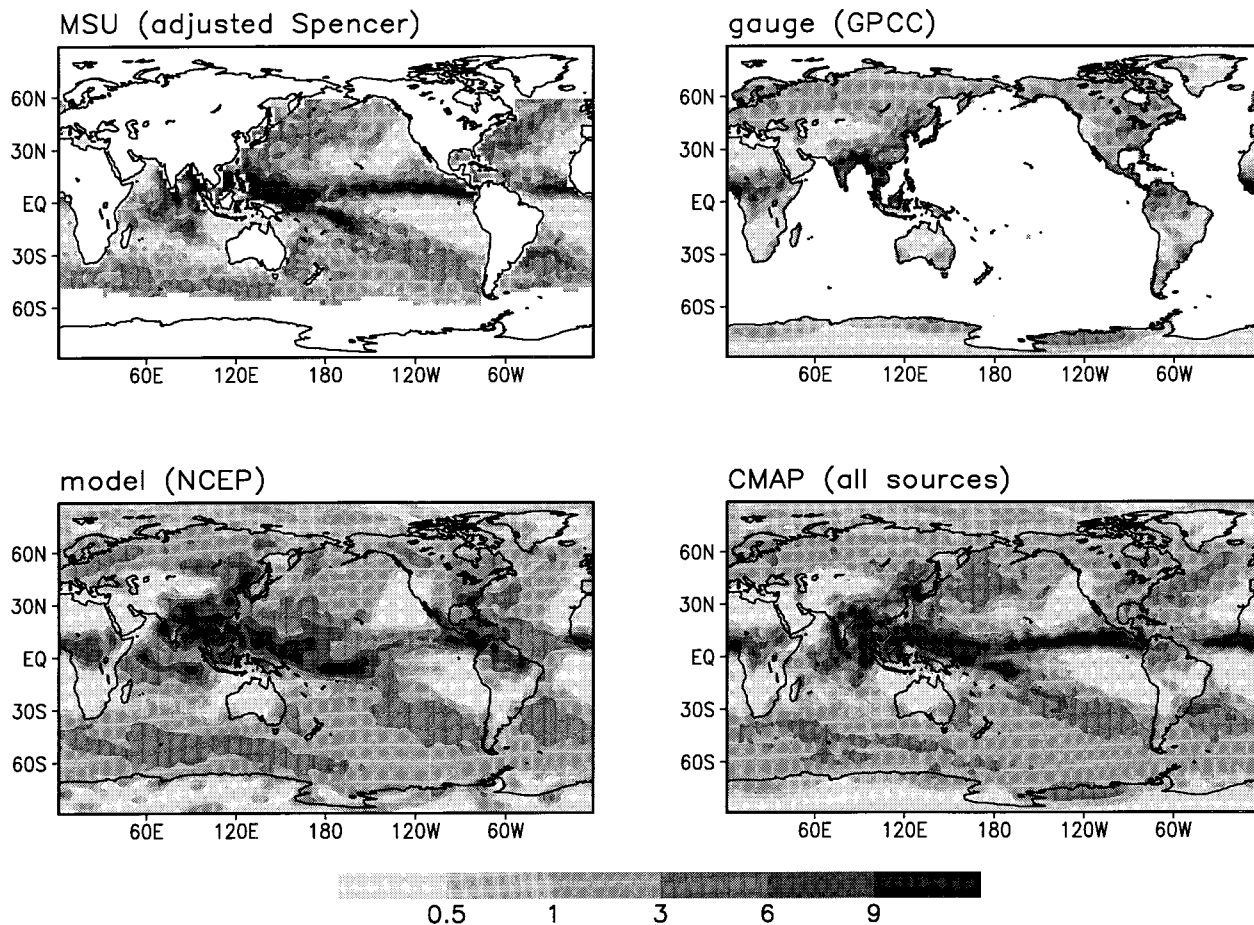 MSU (adjusted Spencer)
60N
30N
EQ
30S
60S
60E 120E 180 120W 60W
gauge (GPCC)
60N
30N
EQ
30S
60S
60E 120E 180 120W 60W
model (NCEP)
60N
30N
EQ
30S
60S
60E 120E 180 120W 60W
CMAP (all sources)
60N
30N
EQ
30S
60S
60E 120E 180 120W 60W
0.5 1 3 6 9